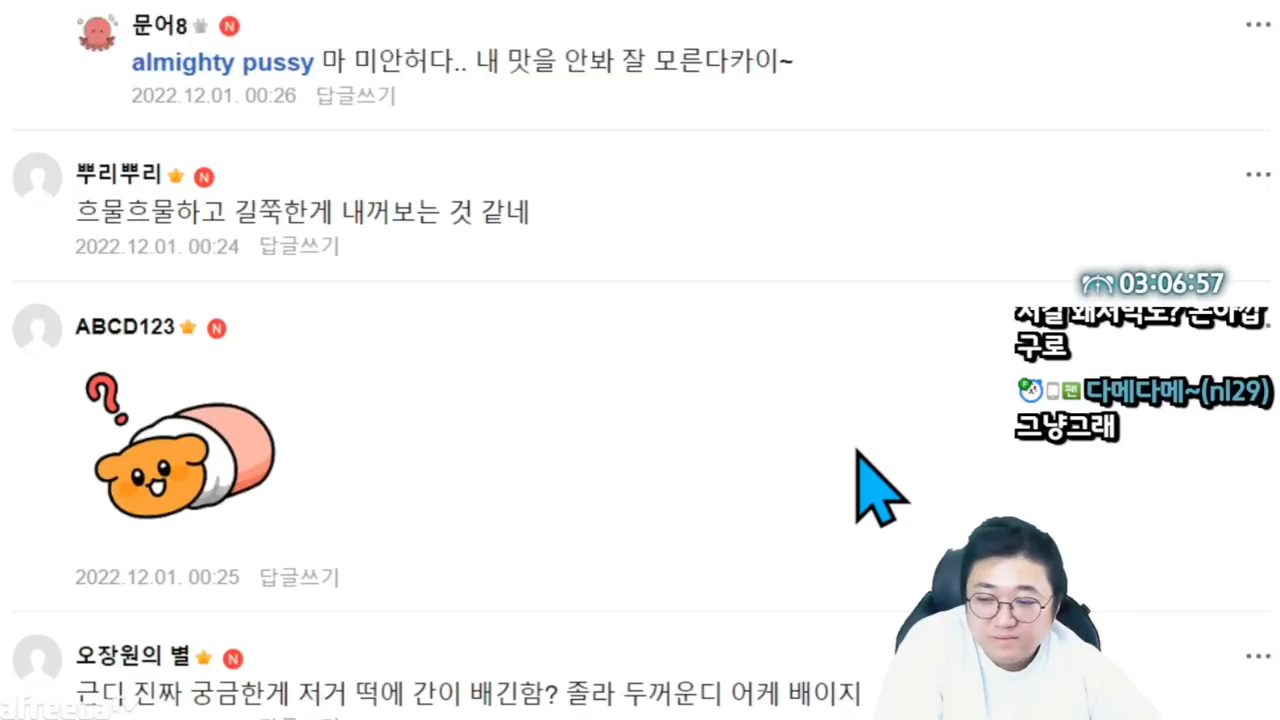 문어8 N
almighty pussy 마 미안허다.. 내 맛을 안봐 잘 모른다카이~
2022.12.01. 00:26 답글쓰기
뿌리뿌리 N
흐물흐물하고 길쭉한게 내꺼보는 것 같네
2022.12.01. 00:24 답글쓰기
03:06:57
구로
ABCD123 N
?
팬 다메다메~(nl29)
그냥그래
2022.12.01. 00:25 답글쓰기
오장원의 별 N
근디 진짜 궁금한게 저거 떡에 간이 배긴함? 졸라 두꺼운디 어케 배이지
afreecaTV